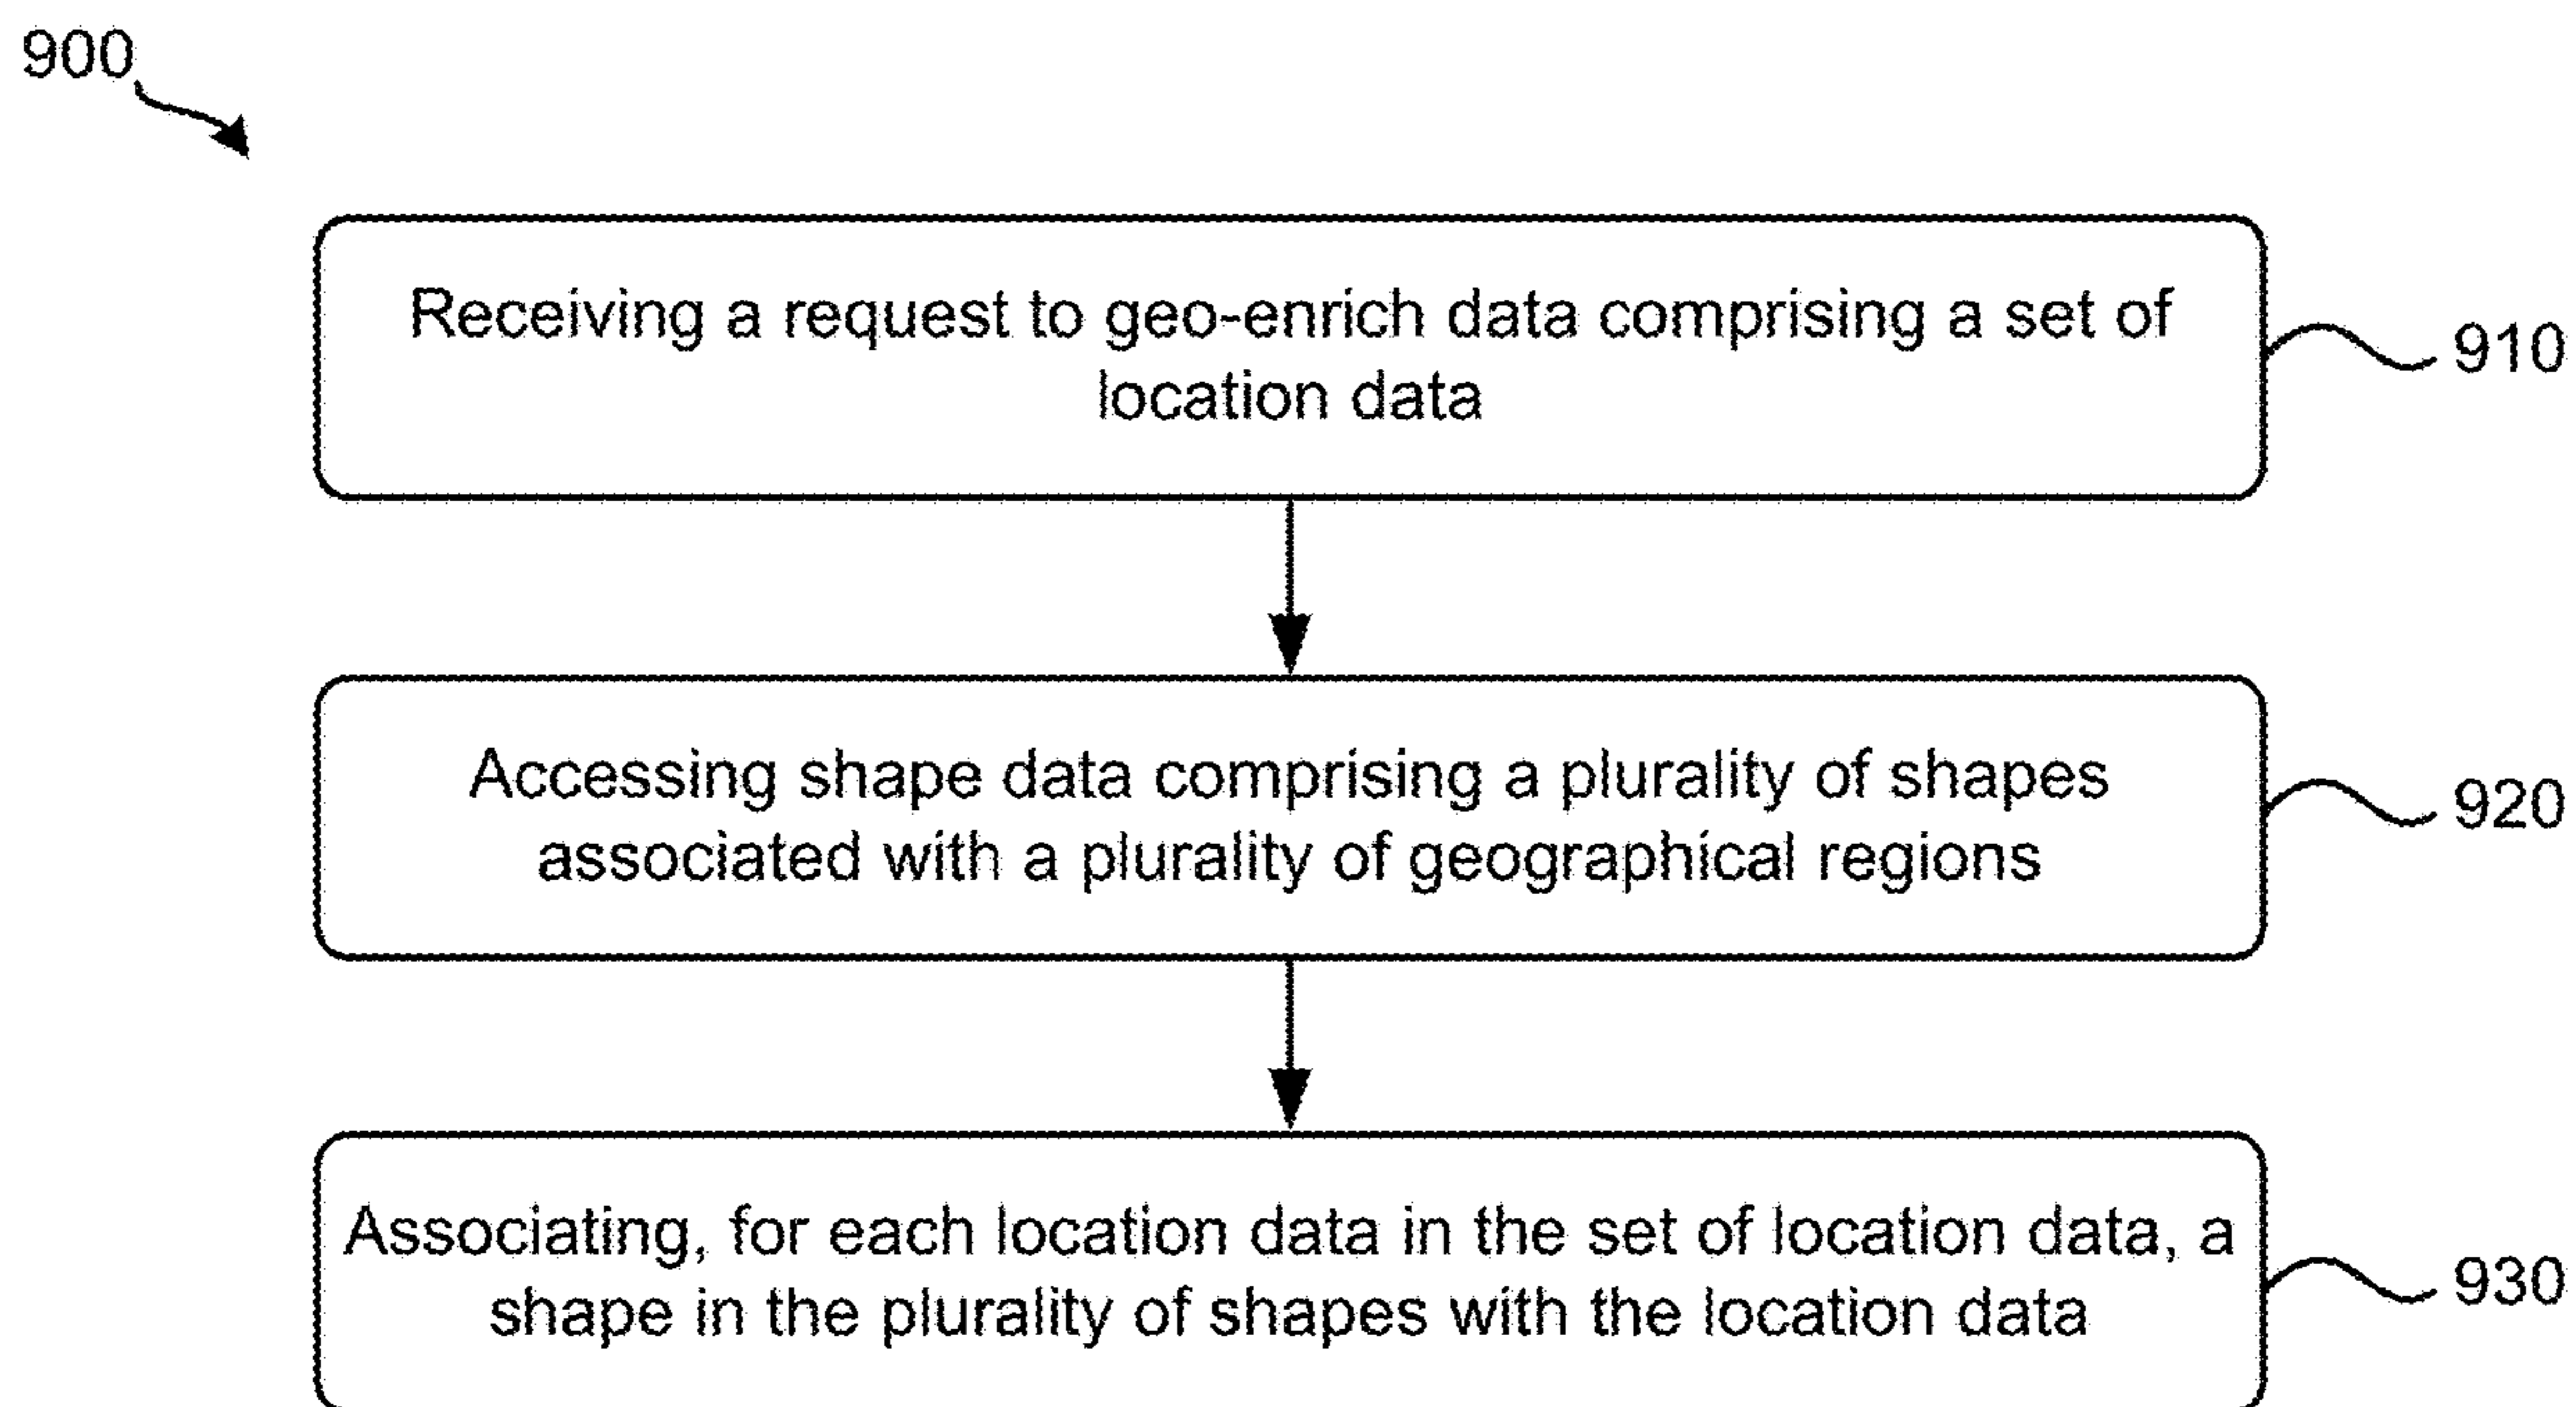 900
Receiving a request to geo-enrich data comprising a set of
location data
910
Accessing shape data comprising a plurality of shapes
associated with a plurality of geographical regions
920
Associating, for each location data in the set of location data, a
shape in the plurality of shapes with the location data
930